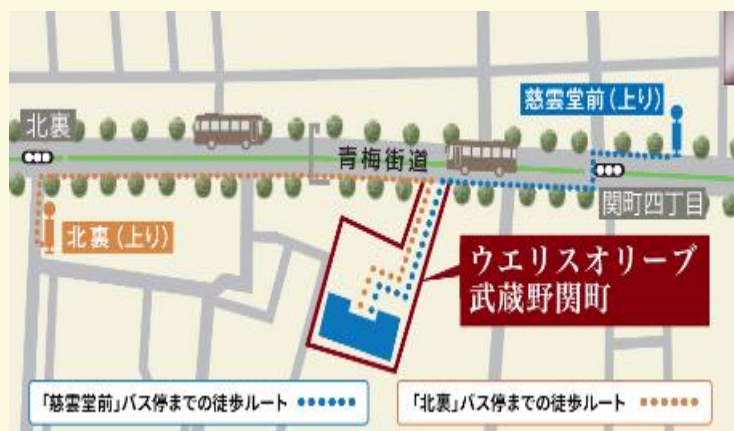 慈雲堂前(上り)
北裏
青梅街道
関町四丁目
北裏(上り)
ウエリスオリーブ
武蔵野関町
「慈雲堂前」バス停までの徒歩ルート
「北裏」バス停までの徒歩ルート